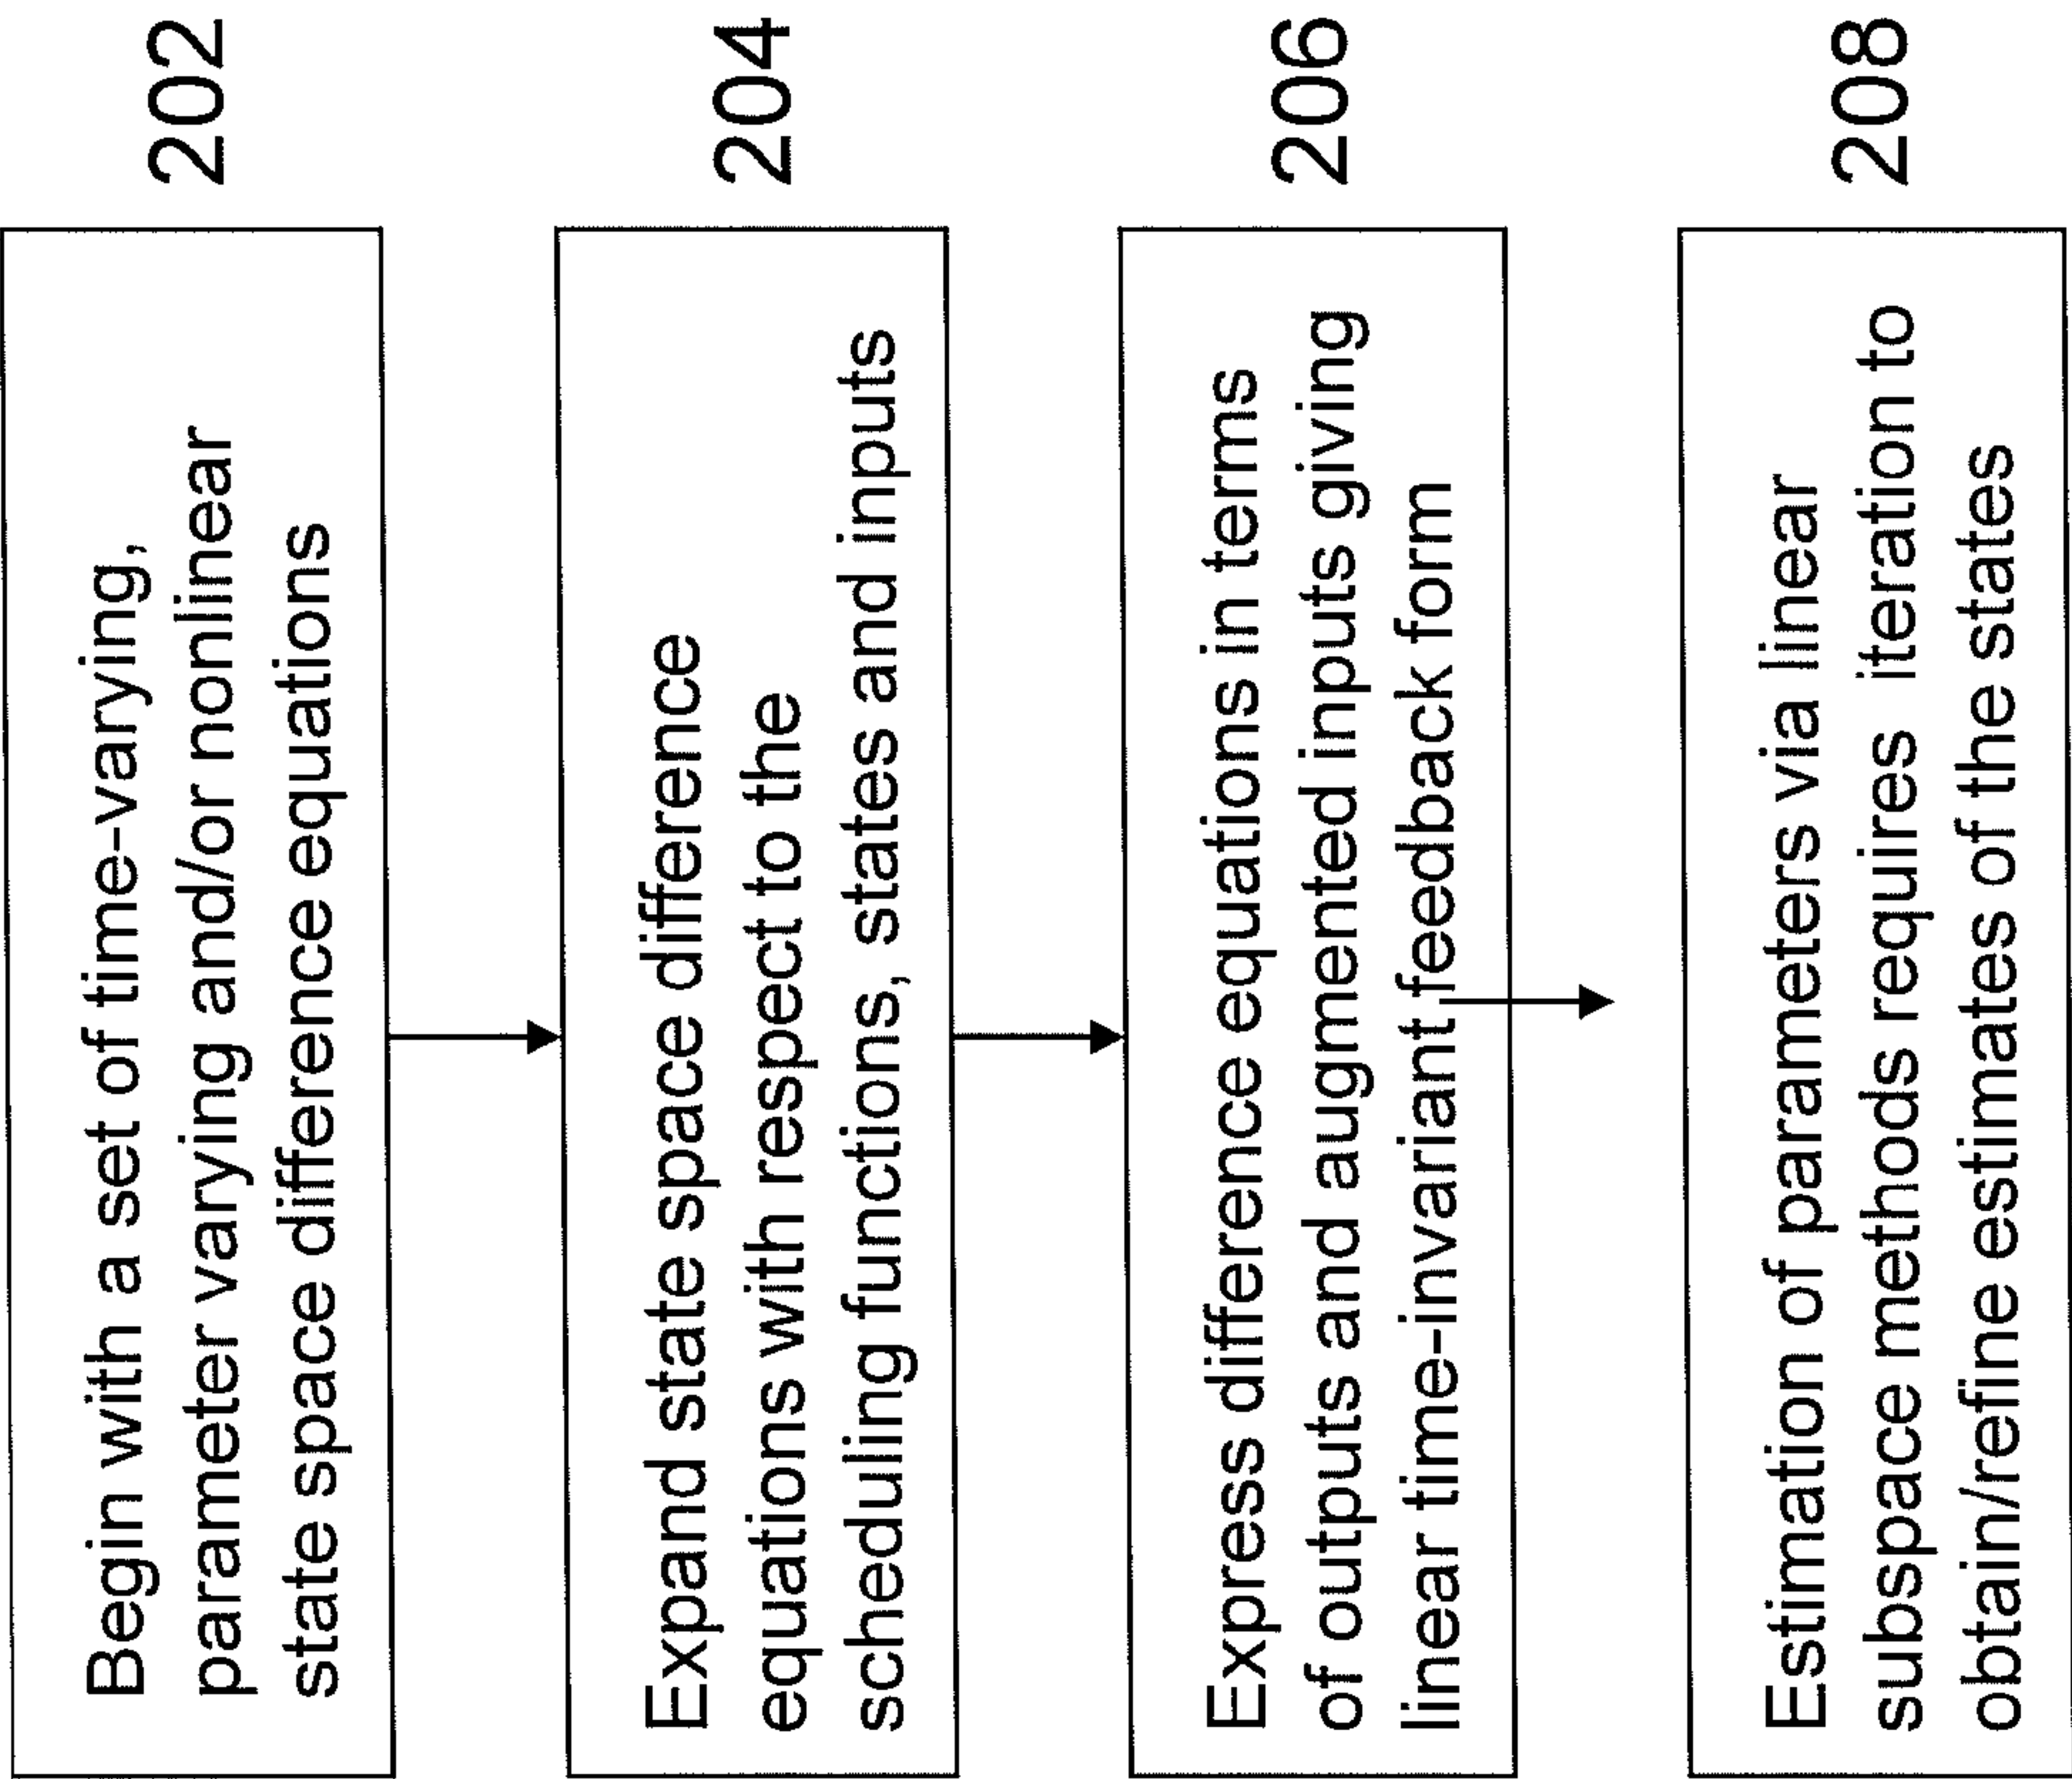 Begin with a set of time-varying,
parameter varying and/or nonlinear
state space difference equations
202
Expand state space difference
equations with respect to the
scheduling functions, states and inputs
204
Express difference equations in terms
of outputs and augmented inputs giving
linear time-invariant feedback form
206
Estimation of parameters via linear
subspace methods requires iteration to
obtain/refine estimates of the states
208